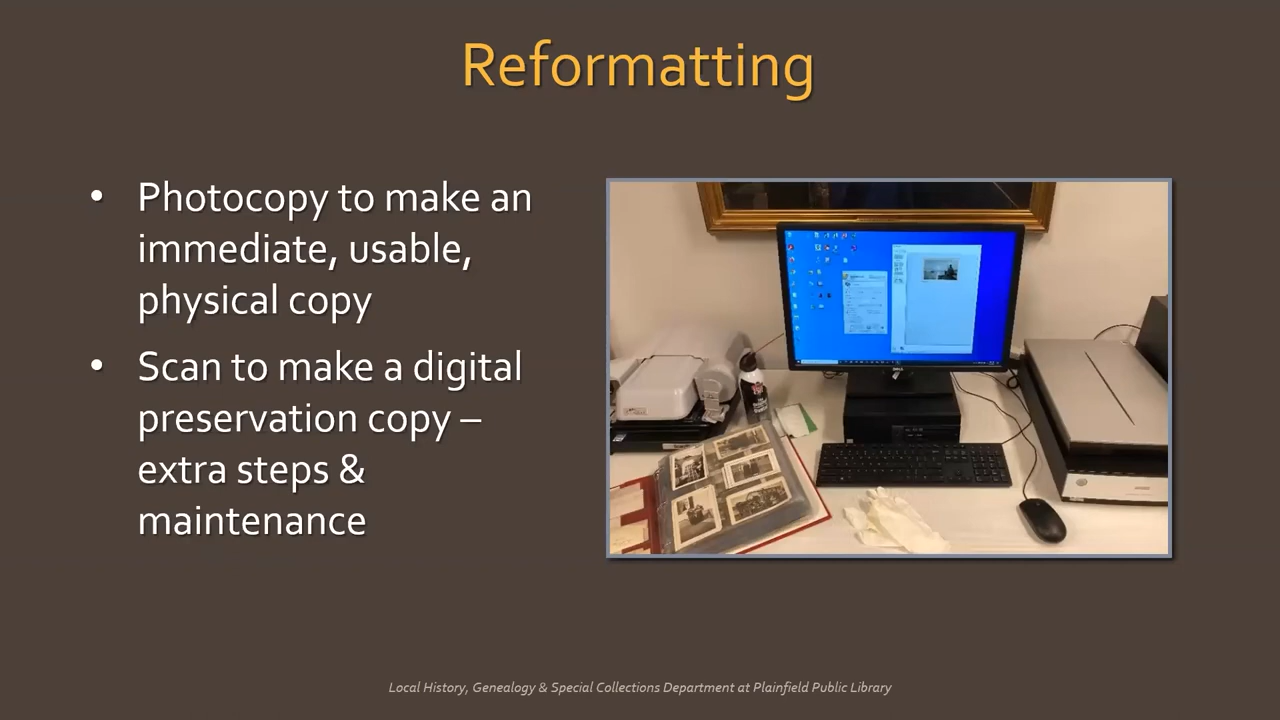 Reformatting
• Photocopy to make an
immediate, usable,
physical copy
• Scan to make a digital
preservation copy –
extra steps &
maintenance
DELL
Local History, Genealogy & Special Collections Department at Plainfield Public Library